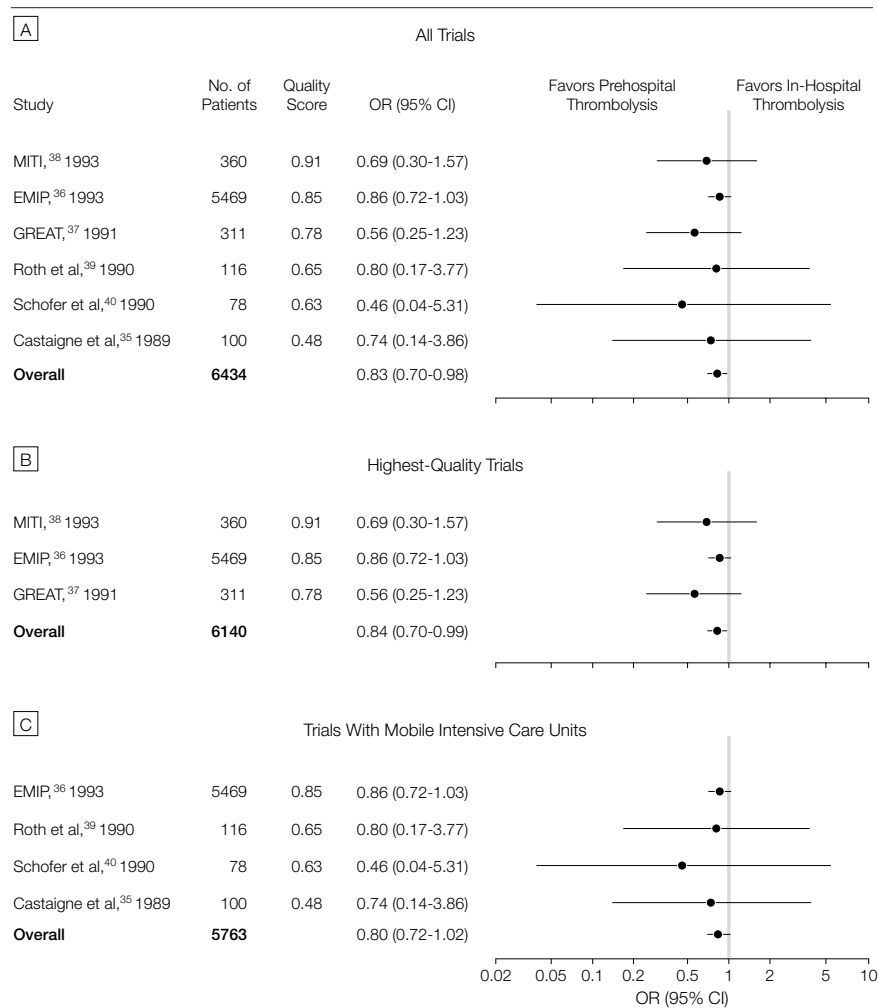 A
All Trials
Study No. of Patients Quality Score OR (95% CI) Favors Prehospital Thrombolysis Favors In-Hospital Thrombolysis
MITI,38 1993 360 0.91 0.69 (0.30-1.57)
EMIP,36 1993 5469 0.85 0.86 (0.72-1.03)
GREAT,37 1991 311 0.78 0.56 (0.25-1.23)
Roth et al,39 1990 116 0.65 0.80 (0.17-3.77)
Schofer et al,40 1990 78 0.63 0.46 (0.04-5.31)
Castaigne et al,35 1989 100 0.48 0.74 (0.14-3.86)
Overall 6434 0.83 (0.70-0.98)
B
Highest-Quality Trials
MITI,38 1993 360 0.91 0.69 (0.30-1.57)
EMIP,36 1993 5469 0.85 0.86 (0.72-1.03)
GREAT,37 1991 311 0.78 0.56 (0.25-1.23)
Overall 6140 0.84 (0.70-0.99)
C
Trials With Mobile Intensive Care Units
EMIP,36 1993 5469 0.85 0.86 (0.72-1.03)
Roth et al,39 1990 116 0.65 0.80 (0.17-3.77)
Schofer et al,40 1990 78 0.63 0.46 (0.04-5.31)
Castaigne et al,35 1989 100 0.48 0.74 (0.14-3.86)
Overall 5763 0.80 (0.72-1.02)
0.02 0.05 0.1 0.2 0.5 1 2 5 10
OR (95% CI)